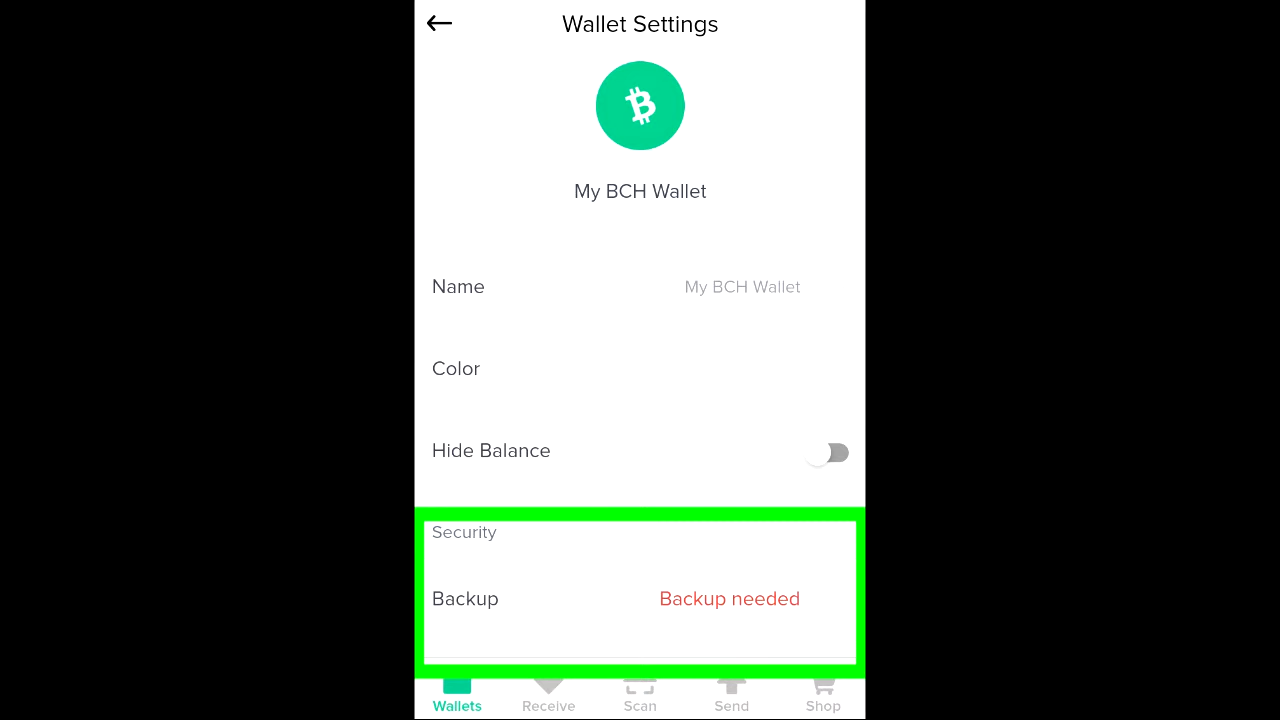 Wallet Settings
My BCH Wallet
Name My BCH Wallet
Color
Hide Balance
Security
Backup Backup needed
Wallets Receive Scan Send Shop